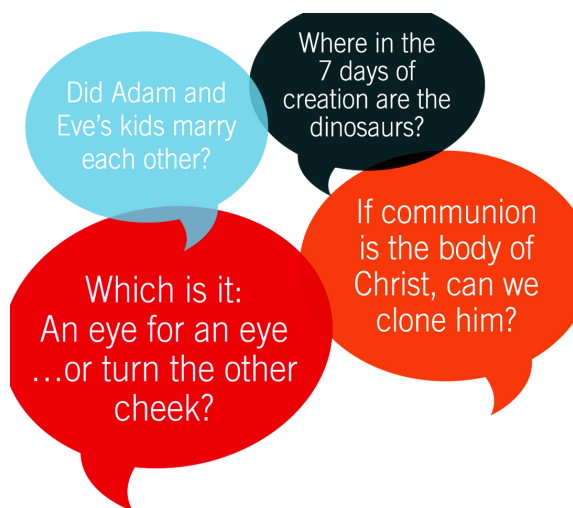 Where in the
7 days of
creation are the
dinosaurs?
Did Adam and
Eve's kids marry
each other?
If communion
is the body of
Christ, can we
clone him?
Which is it:
An eye for an eye
...or turn the other
cheek?